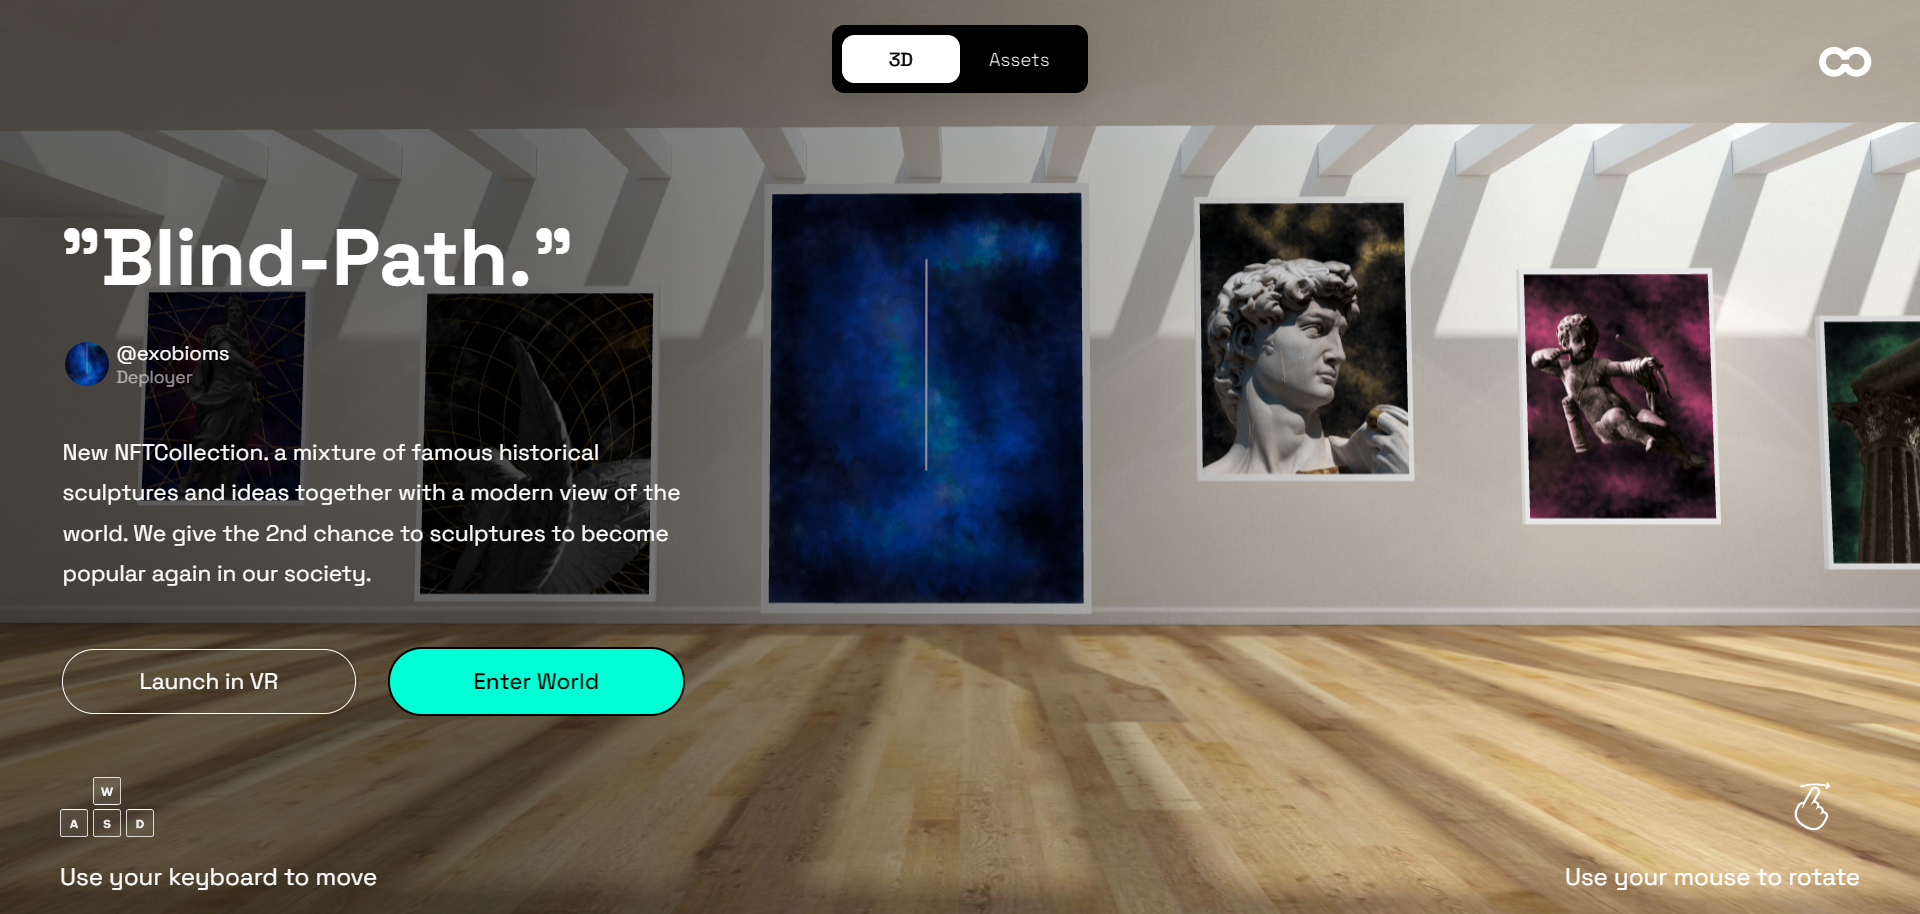 3D
Assets
”Blind-Path.”
@exobioms
Deployer
New NFTCollection. a mixture of famous historical
sculptures and ideas together with a modern view of the
world. We give the 2nd chance to sculptures to become
popular again in our society.
Launch in VR
Enter World
W
A S D
Use your keyboard to move
Use your mouse to rotate